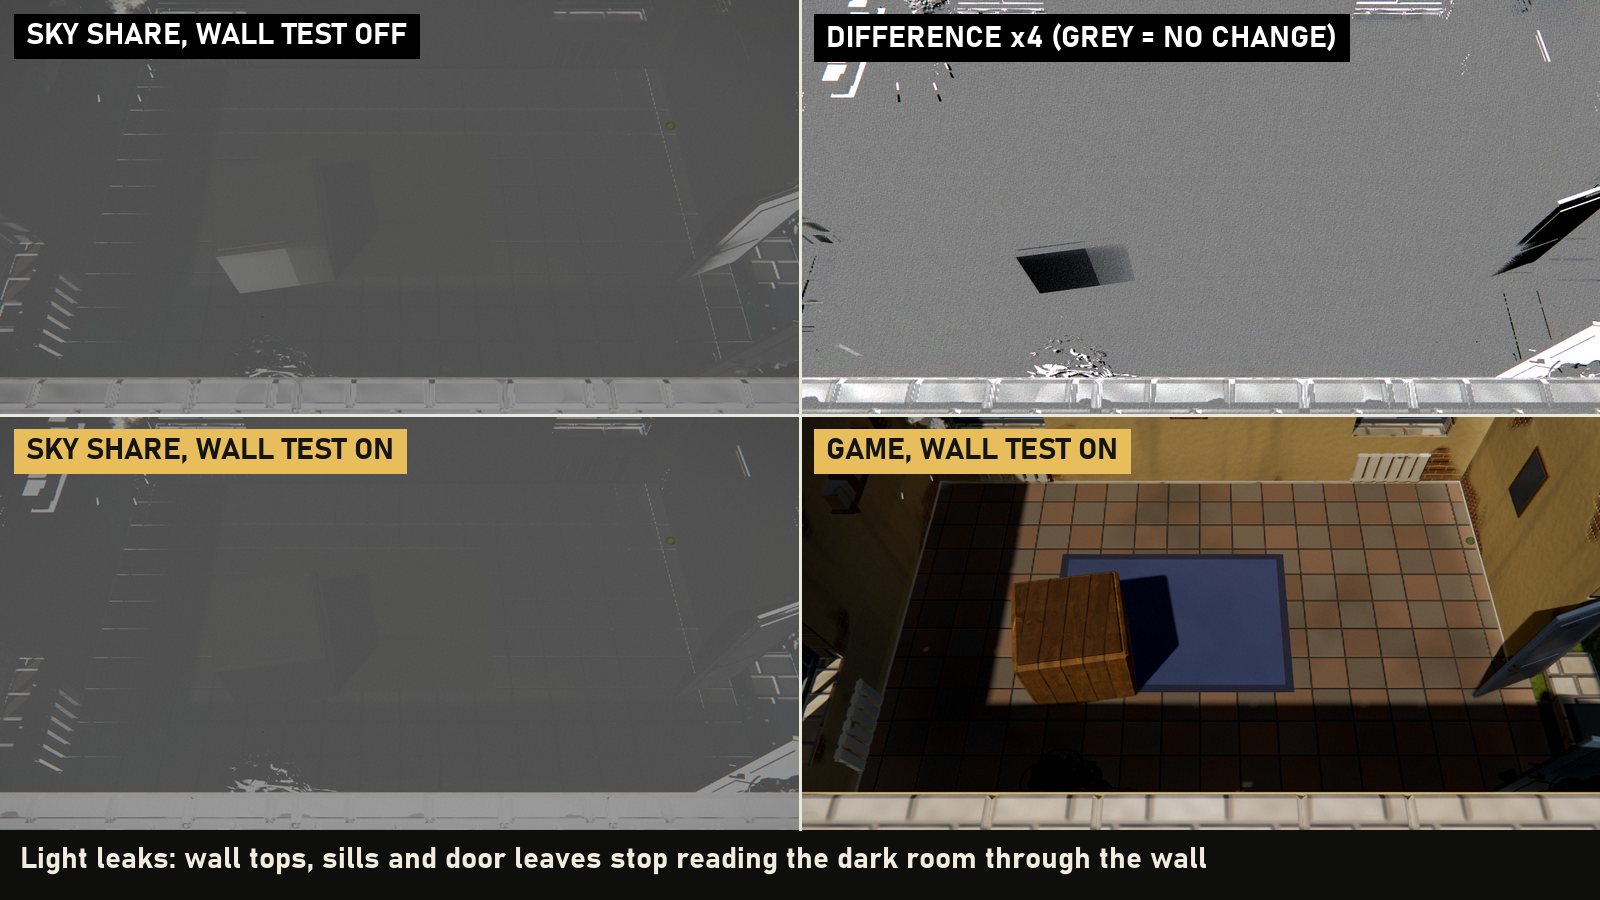 SKY SHARE, WALL TEST OFF
DIFFERENCE x4 (GREY = NO CHANGE)
SKY SHARE, WALL TEST ON
GAME, WALL TEST ON
Light leaks: wall tops, sills and door leaves stop reading the dark room through the wall